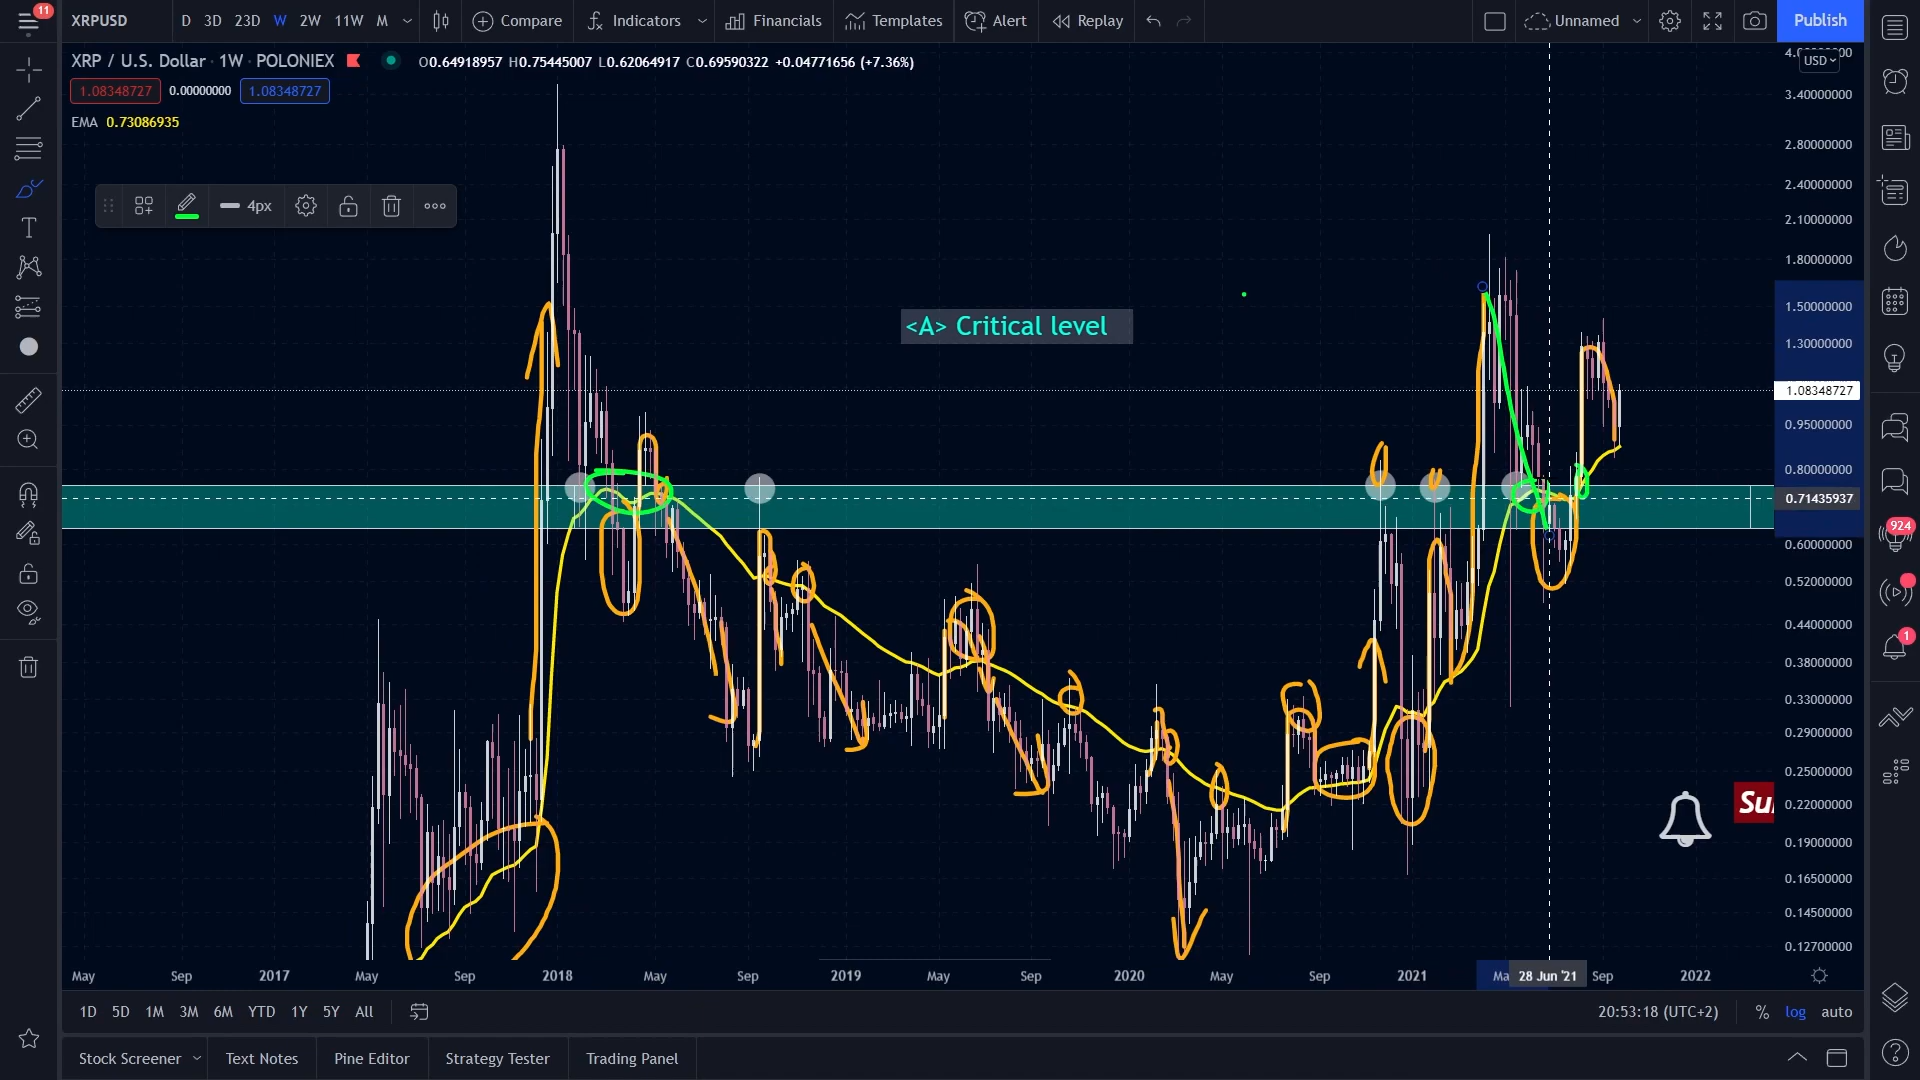 11
XRPUSD D 3D 23D W 2W 11W M Compare Indicators Financials Templates Alert Replay Unnamed Publish
XRP / U.S. Dollar · 1W · POLONIEX O0.64918957 H0.75445007 L0.62064917 C0.69590322 +0.04771656 (+7.36%)
USD
1.08348727 0.00000000 1.08348727
EMA 0.73086935
4px
<A> Critical level
3.40000000
2.80000000
2.40000000
2.10000000
1.80000000
1.50000000
1.30000000
1.08348727
0.95000000
0.80000000
0.71435937
0.60000000
0.52000000
0.44000000
0.38000000
0.33000000
0.29000000
0.25000000
0.22000000
0.19000000
0.16500000
0.14500000
0.12700000
924
1
May Sep 2017 May Sep 2018 May Sep 2019 May Sep 2020 May Sep 2021 Ma 28 Jun '21 Sep 2022
1D 5D 1M 3M 6M YTD 1Y 5Y All 20:53:18 (UTC+2) % log auto
Stock Screener Text Notes Pine Editor Strategy Tester Trading Panel